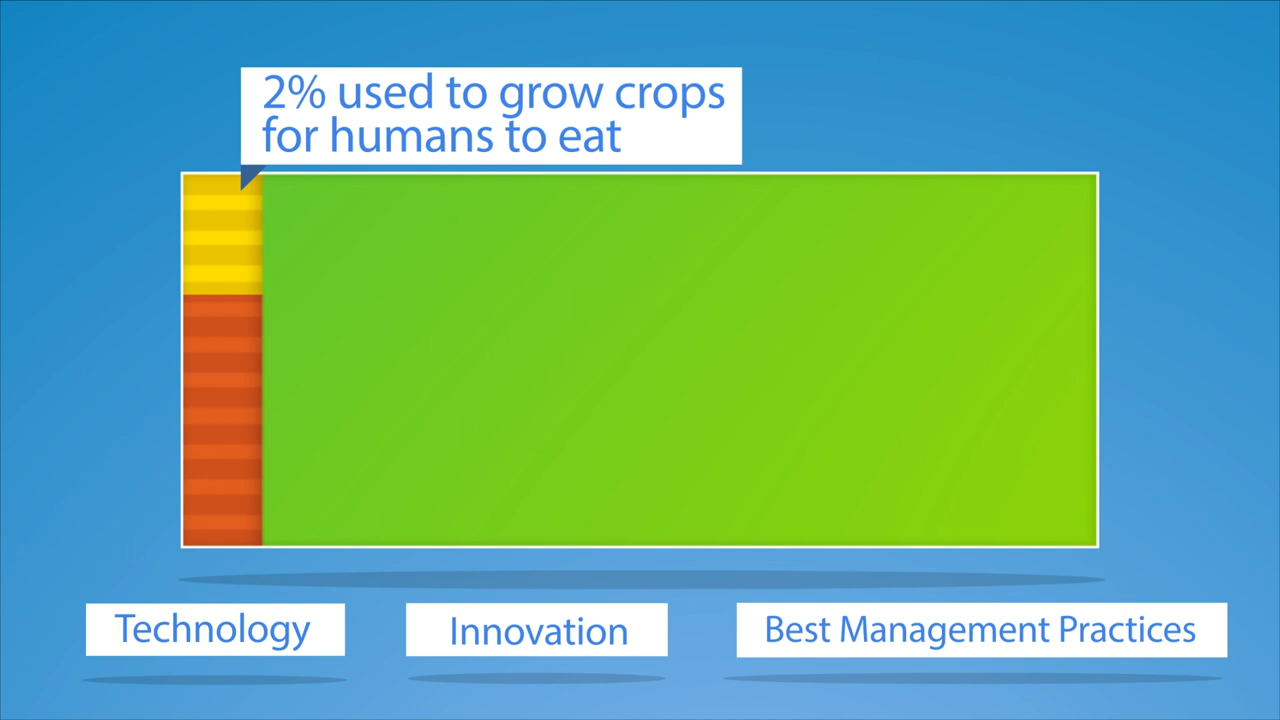 2% used to grow crops
for humans to eat
Technology
Innovation
Best Management Practices